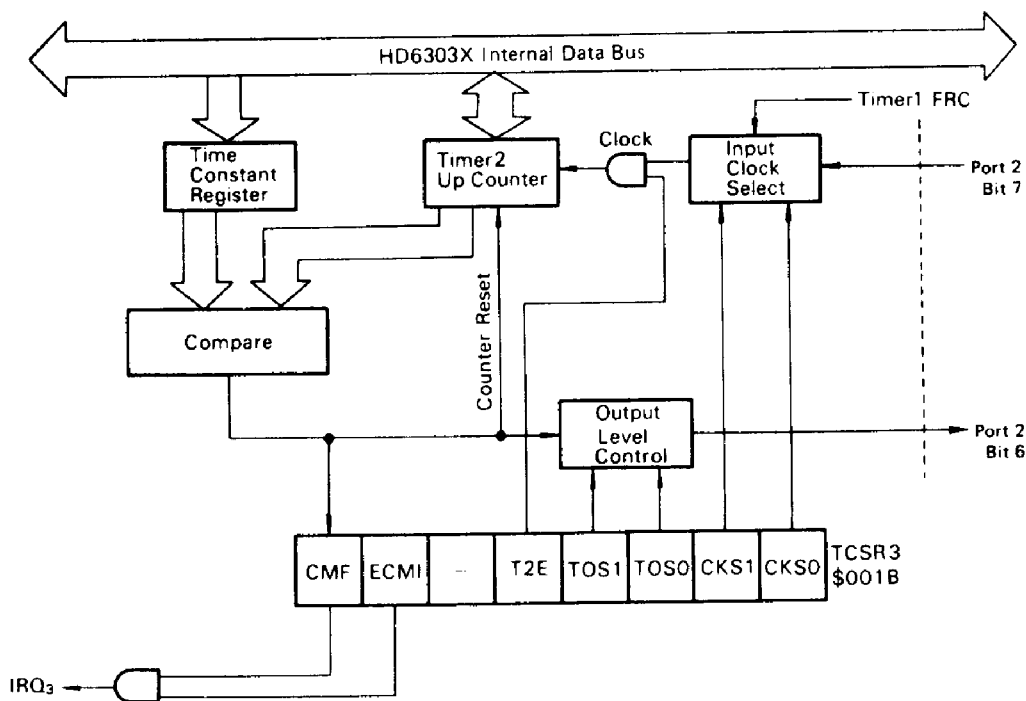 HD6303X Internal Data Bus
Timer1 FRC
Time
Constant
Register
Timer2
Up Counter
Clock
Input
Clock
Select
Port 2
Bit 7
Compare
Counter Reset
Output
Level
Control
Port 2
Bit 6
CMF ECMI — T2E TOS1 TOS0 CKS1 CKS0
TCSR3
$001B
IRQ₃